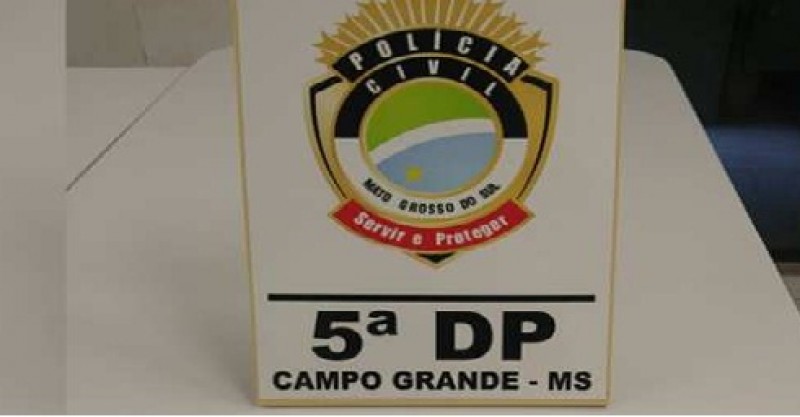 POLÍCIA
CIVIL
MATO GROSSO DO SUL
Servir e Proteger
5ª DP
CAMPO GRANDE - MS